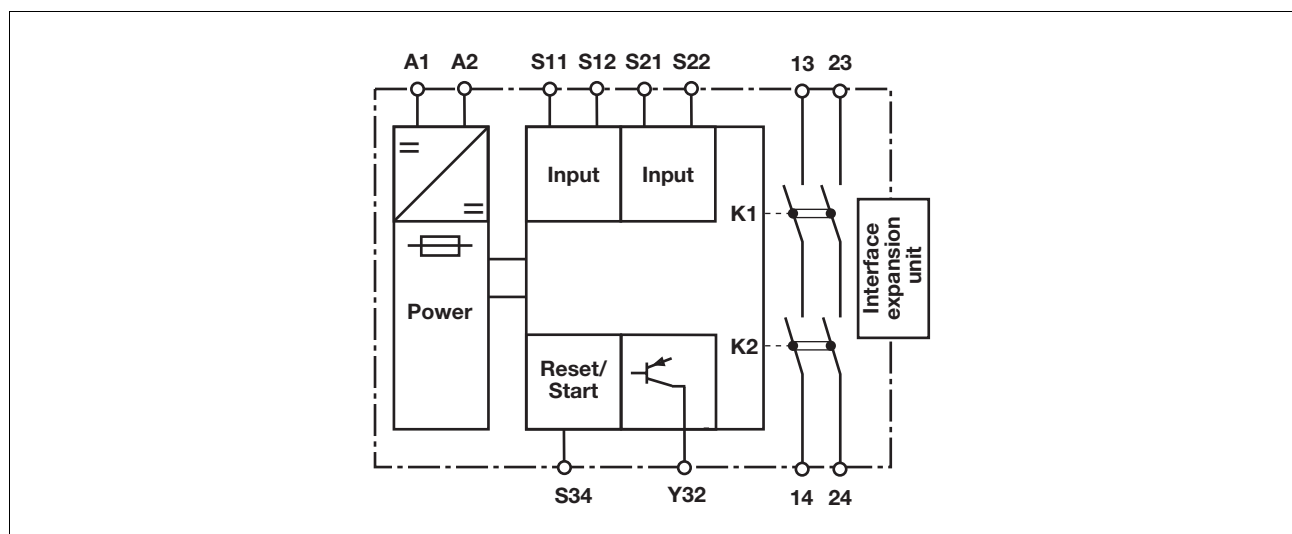 A1 A2 S11 S12 S21 S22 13 23
Input Input
K1
Interface
expansion
unit
Power
K2
Reset/
Start
S34 Y32 14 24